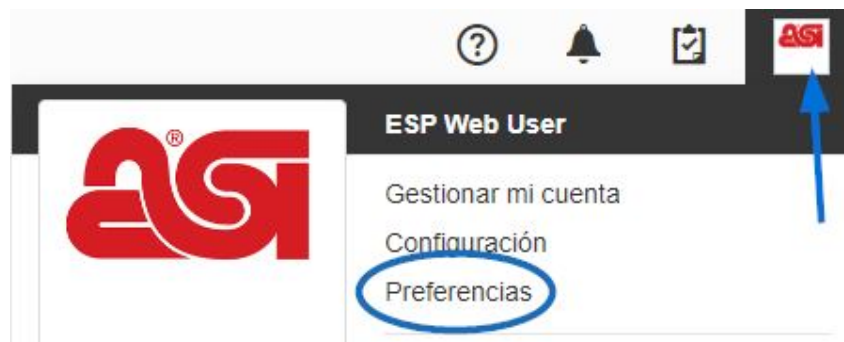 asi
ESP Web User
asi®
Gestionar mi cuenta
Configuración
Preferencias